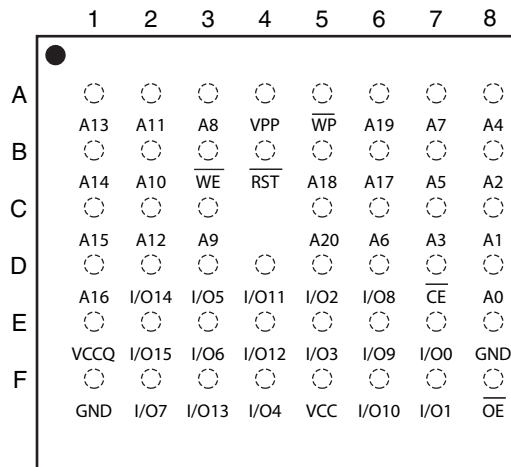 1 2 3 4 5 6 7 8
A
A13 A11 A8 VPP WP A19 A7 A4
B
A14 A10 WE RST A18 A17 A5 A2
C
A15 A12 A9 A20 A6 A3 A1
D
A16 I/O14 I/O5 I/O11 I/O2 I/O8 CE A0
E
VCCQ I/O15 I/O6 I/O12 I/O3 I/O9 I/O0 GND
F
GND I/O7 I/O13 I/O4 VCC I/O10 I/O1 OE